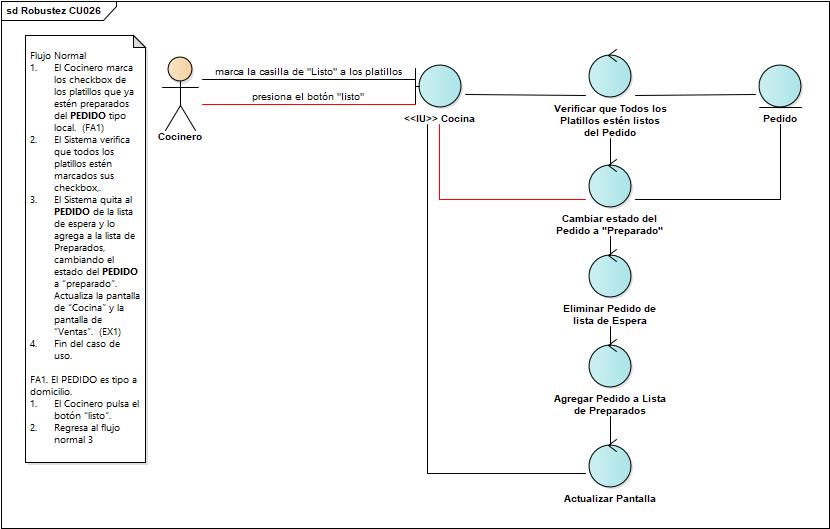 sd Robustez CU026
Flujo Normal
1. El Cocinero marca
los checkbox de
los platillos que ya
estén preparados
del PEDIDO tipo
local. (FA1)
2. El Sistema verifica
que todos los
platillos estén
marcados sus
checkbox,.
3. El Sistema quita al
PEDIDO de la lista
de espera y lo
agrega a la lista de
Preparados,
cambiando el
estado del PEDIDO
a “preparado”.
Actualiza la pantalla
de “Cocina” y la
pantalla de
“Ventas”. (EX1)
4. Fin del caso de
uso.
FA1. El PEDIDO es tipo a
domicilio.
1. El Cocinero pulsa el
botón “listo”.
2. Regresa al flujo
normal 3
Cocinero
marca la casilla de "Listo" a los platillos
presiona el botón "listo"
<<IU>> Cocina
Verificar que Todos los
Platillos estén listos
del Pedido
Pedido
Cambiar estado del
Pedido a "Preparado"
Eliminar Pedido de
lista de Espera
Agregar Pedido a Lista
de Preparados
Actualizar Pantalla